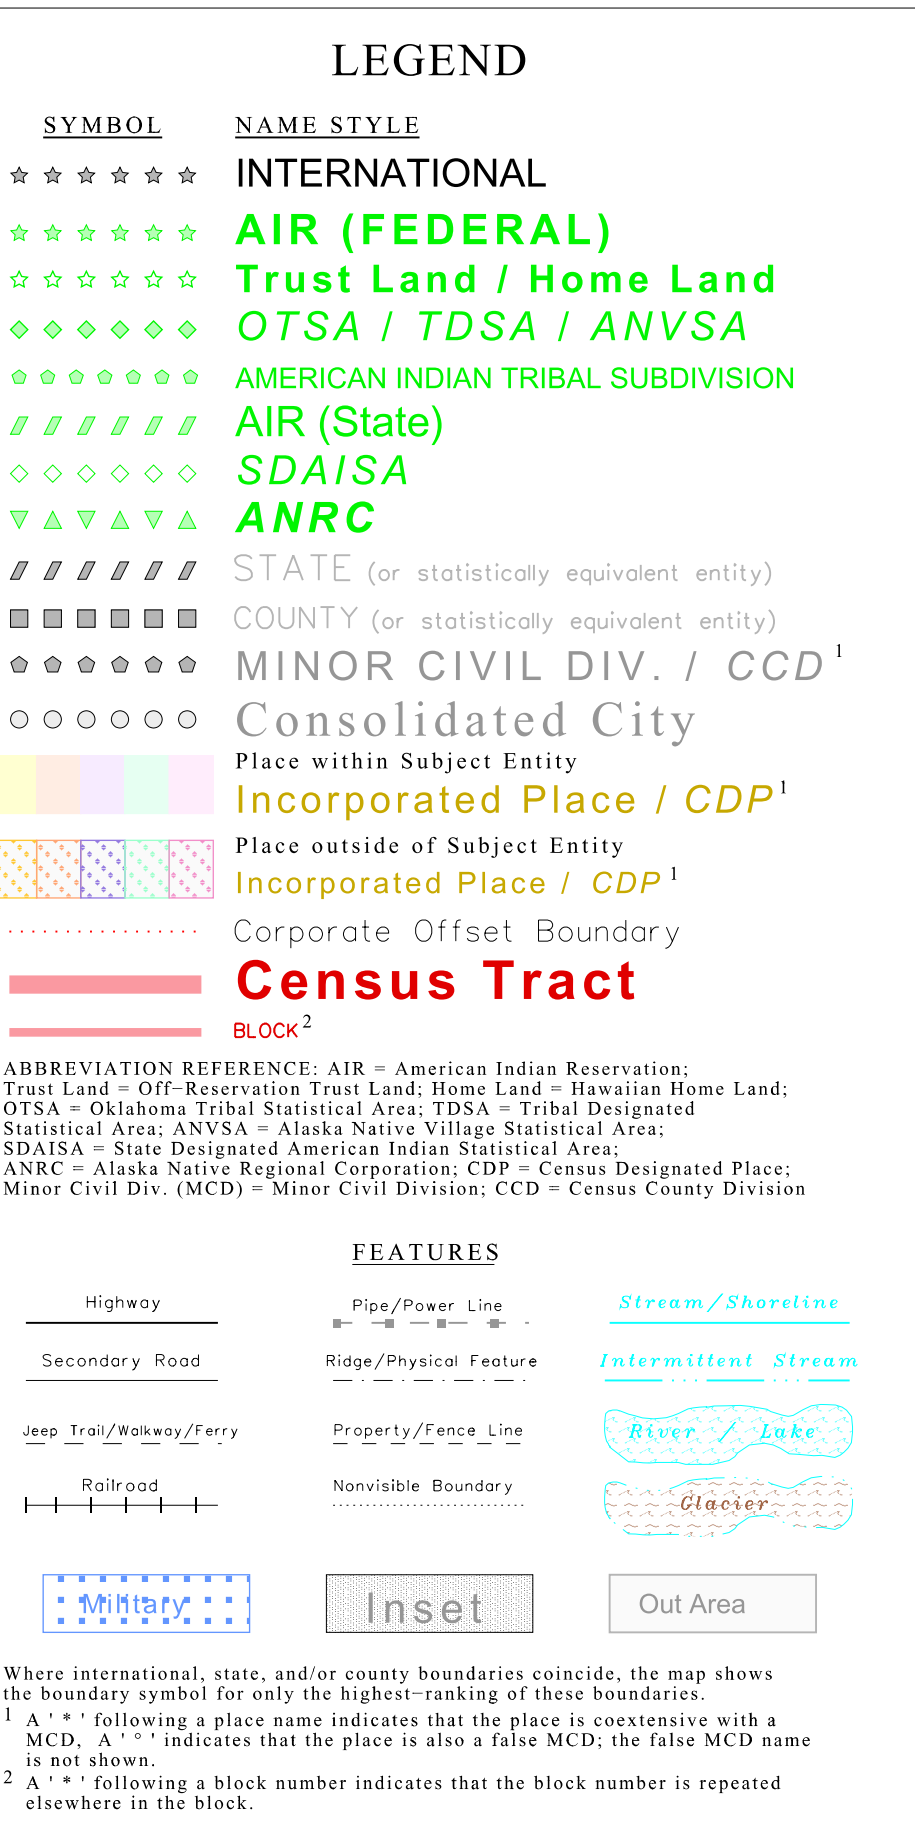 LEGEND
SYMBOL NAME STYLE
INTERNATIONAL
AIR (FEDERAL)
Trust Land / Home Land
OTSA / TDSA / ANVSA
AMERICAN INDIAN TRIBAL SUBDIVISION
AIR (State)
SDAISA
ANRC
STATE (or statistically equivalent entity)
COUNTY (or statistically equivalent entity)
MINOR CIVIL DIV. / CCD 1
Consolidated City
Place within Subject Entity
Incorporated Place / CDP 1
Place outside of Subject Entity
Incorporated Place / CDP 1
Corporate Offset Boundary
Census Tract
BLOCK 2
ABBREVIATION REFERENCE: AIR = American Indian Reservation;
Trust Land = Off−Reservation Trust Land; Home Land = Hawaiian Home Land;
OTSA = Oklahoma Tribal Statistical Area; TDSA = Tribal Designated
Statistical Area; ANVSA = Alaska Native Village Statistical Area;
SDAISA = State Designated American Indian Statistical Area;
ANRC = Alaska Native Regional Corporation; CDP = Census Designated Place;
Minor Civil Div. (MCD) = Minor Civil Division; CCD = Census County Division
FEATURES
Highway Pipe/Power Line Stream/Shoreline
Secondary Road Ridge/Physical Feature Intermittent Stream
Jeep Trail/Walkway/Ferry Property/Fence Line River / Lake
Railroad Nonvisible Boundary Glacier
Military Inset Out Area
Where international, state, and/or county boundaries coincide, the map shows
the boundary symbol for only the highest−ranking of these boundaries.
1 A ' * ' following a place name indicates that the place is coextensive with a
MCD, A ' ° ' indicates that the place is also a false MCD; the false MCD name
is not shown.
2 A ' * ' following a block number indicates that the block number is repeated
elsewhere in the block.